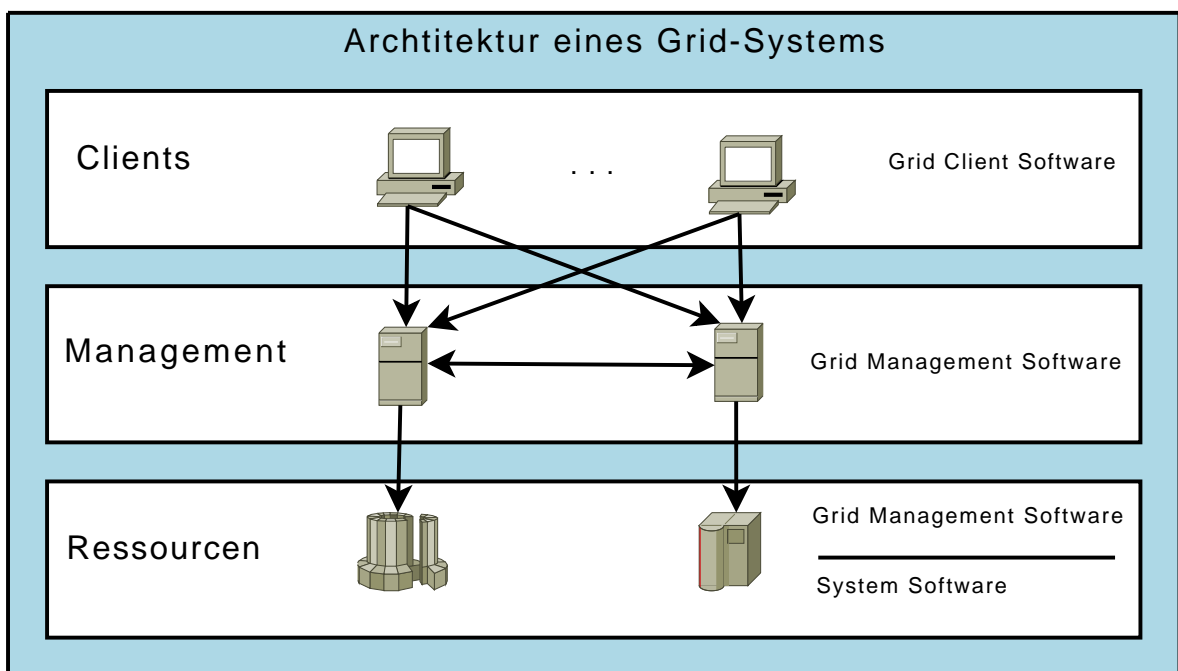 Archtitektur eines Grid-Systems
Clients
. . .
Grid Client Software
Management
Grid Management Software
Ressourcen
Grid Management Software
System Software